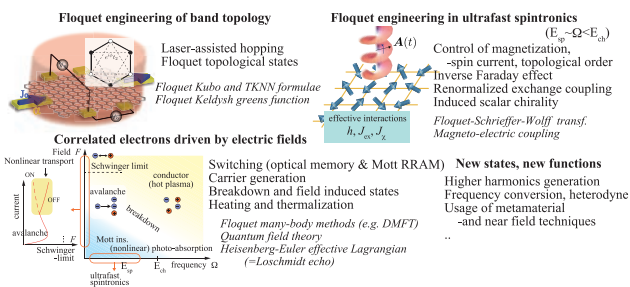 Floquet engineering of band topology
Laser-assisted hopping
Floquet topological states
Floquet Kubo and TKNN formulae
Floquet Keldysh greens function
J
Floquet engineering in ultrafast spintronics
(E_sp~Ω<E_ch)
A(t)
Control of magnetization,
-spin current, topological order
Inverse Faraday effect
Renormalized exchange coupling
Induced scalar chirality
effective interactions
h, J_ex, J_χ
Floquet-Schrieffer-Wolff transf.
Magneto-electric coupling
Correlated electrons driven by electric fields
Nonlinear transport
ON
OFF
current
avalanche
F
Schwinger
-limit
Field F
Schwinger limit
conductor
(hot plasma)
avalanche
breakdown
Mott ins.
(nonlinear) photo-absorption
E_sp
E_ch
frequency Ω
ultrafast
spintronics
Switching (optical memory & Mott RRAM)
Carrier generation
Breakdown and field induced states
Heating and thermalization
Floquet many-body methods (e.g. DMFT)
Quantum field theory
Heisenberg-Euler effective Lagrangian
(=Loschmidt echo)
New states, new functions
Higher harmonics generation
Frequency conversion, heterodyne
Usage of metamaterial
-and near field techniques
..